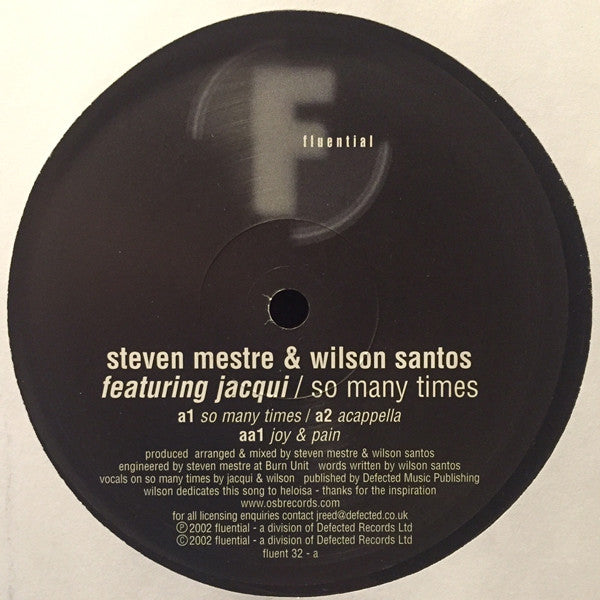 F
fluential
steven mestre & wilson santos
featuring jacqui / so many times
a1 so many times / a2 acappella
aa1 joy & pain
produced arranged & mixed by steven mestre & wilson santos
engineered by steven mestre at Burn Unit words written by wilson santos
vocals on so many times by jacqui & wilson published by Defected Music Publishing
wilson dedicates this song to heloisa - thanks for the inspiration
www.osbrecords.com
for all licensing enquiries contact jreed@defected.co.uk
℗ 2002 fluential - a division of Defected Records Ltd
© 2002 fluential - a division of Defected Records Ltd
fluent 32 - a